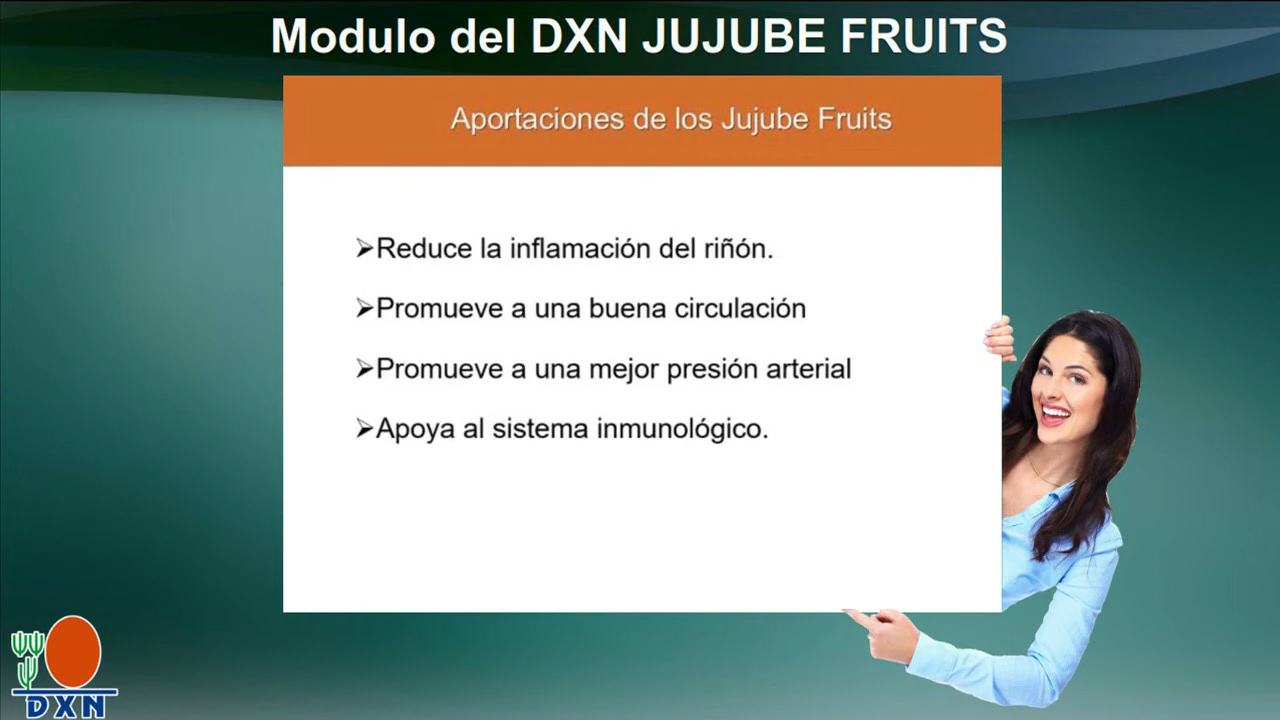 Modulo del DXN JUJUBE FRUITS
Aportaciones de los Jujube Fruits
➢Reduce la inflamación del riñón.
➢Promueve a una buena circulación
➢Promueve a una mejor presión arterial
➢Apoya al sistema inmunológico.
DXN